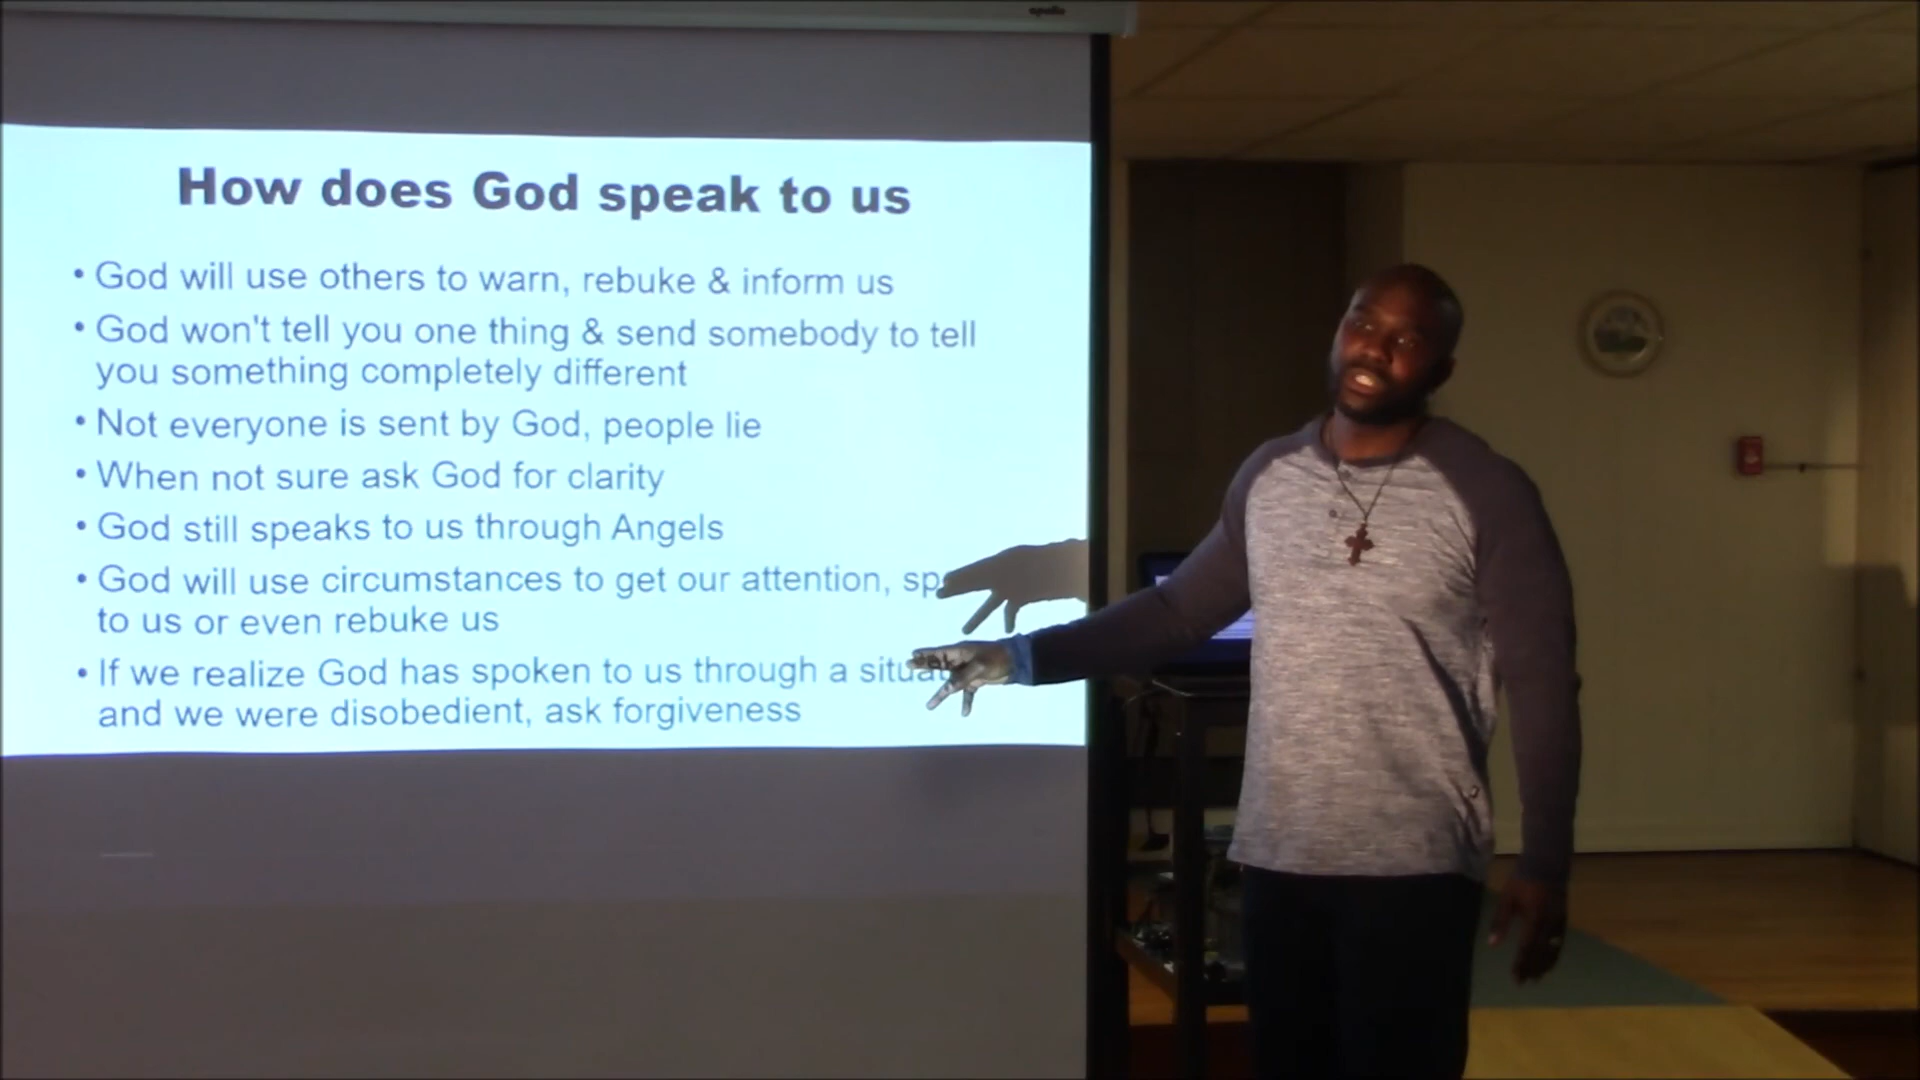 apollo
How does God speak to us
• God will use others to warn, rebuke & inform us
• God won't tell you one thing & send somebody to tell
you something completely different
• Not everyone is sent by God, people lie
• When not sure ask God for clarity
• God still speaks to us through Angels
• God will use circumstances to get our attention,
to us or even rebuke us
• If we realize God has spoken to us through a
and we were disobedient, ask forgiveness